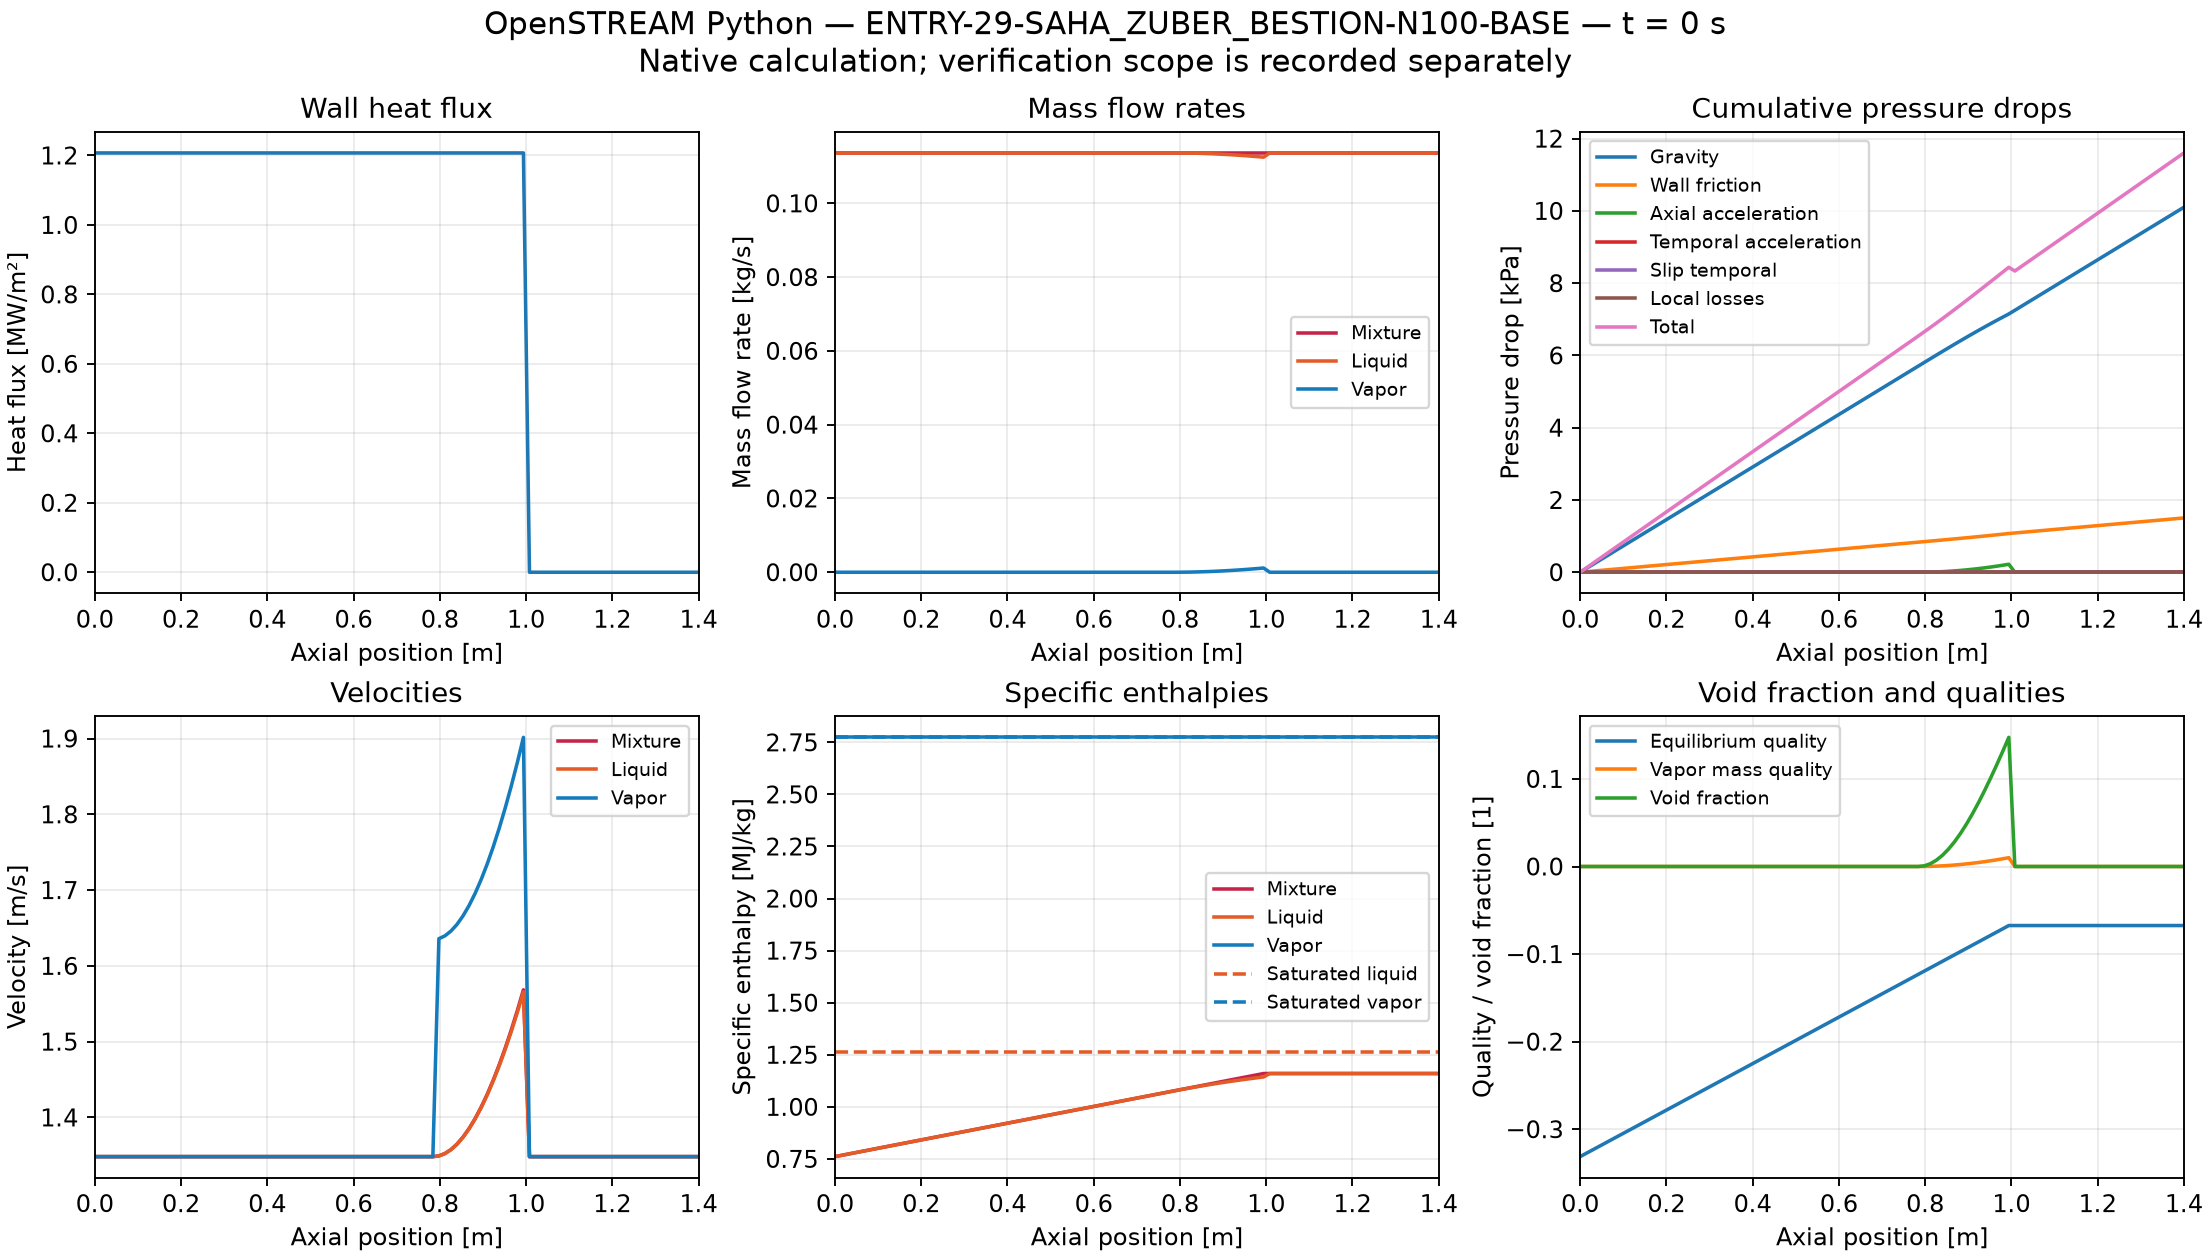 OpenSTREAM Python — ENTRY-29-SAHA_ZUBER_BESTION-N100-BASE — t = 0 s
Native calculation; verification scope is recorded separately
Wall heat flux
Heat flux [MW/m²]
1.2
1.0
0.8
0.6
0.4
0.2
0.0
0.0 0.2 0.4 0.6 0.8 1.0 1.2 1.4
Axial position [m]
Mass flow rates
Mass flow rate [kg/s]
0.10
0.08
0.06
0.04
0.02
0.00
Mixture
Liquid
Vapor
0.0 0.2 0.4 0.6 0.8 1.0 1.2 1.4
Axial position [m]
Cumulative pressure drops
Pressure drop [kPa]
12
10
8
6
4
2
0
Gravity
Wall friction
Axial acceleration
Temporal acceleration
Slip temporal
Local losses
Total
0.0 0.2 0.4 0.6 0.8 1.0 1.2 1.4
Axial position [m]
Velocities
Velocity [m/s]
1.9
1.8
1.7
1.6
1.5
1.4
Mixture
Liquid
Vapor
0.0 0.2 0.4 0.6 0.8 1.0 1.2 1.4
Axial position [m]
Specific enthalpies
Specific enthalpy [MJ/kg]
2.75
2.50
2.25
2.00
1.75
1.50
1.25
1.00
0.75
Mixture
Liquid
Vapor
Saturated liquid
Saturated vapor
0.0 0.2 0.4 0.6 0.8 1.0 1.2 1.4
Axial position [m]
Void fraction and qualities
Quality / void fraction [1]
0.1
0.0
−0.1
−0.2
−0.3
Equilibrium quality
Vapor mass quality
Void fraction
0.0 0.2 0.4 0.6 0.8 1.0 1.2 1.4
Axial position [m]